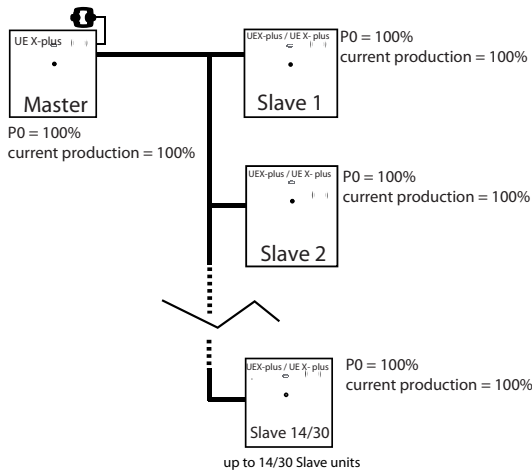 UE X-plus
Master
P0 = 100%
current production = 100%
UEX-plus / UE X- plus
Slave 1
P0 = 100%
current production = 100%
UEX-plus / UE X- plus
Slave 2
P0 = 100%
current production = 100%
UEX-plus / UE X- plus
Slave 14/30
P0 = 100%
current production = 100%
up to 14/30 Slave units